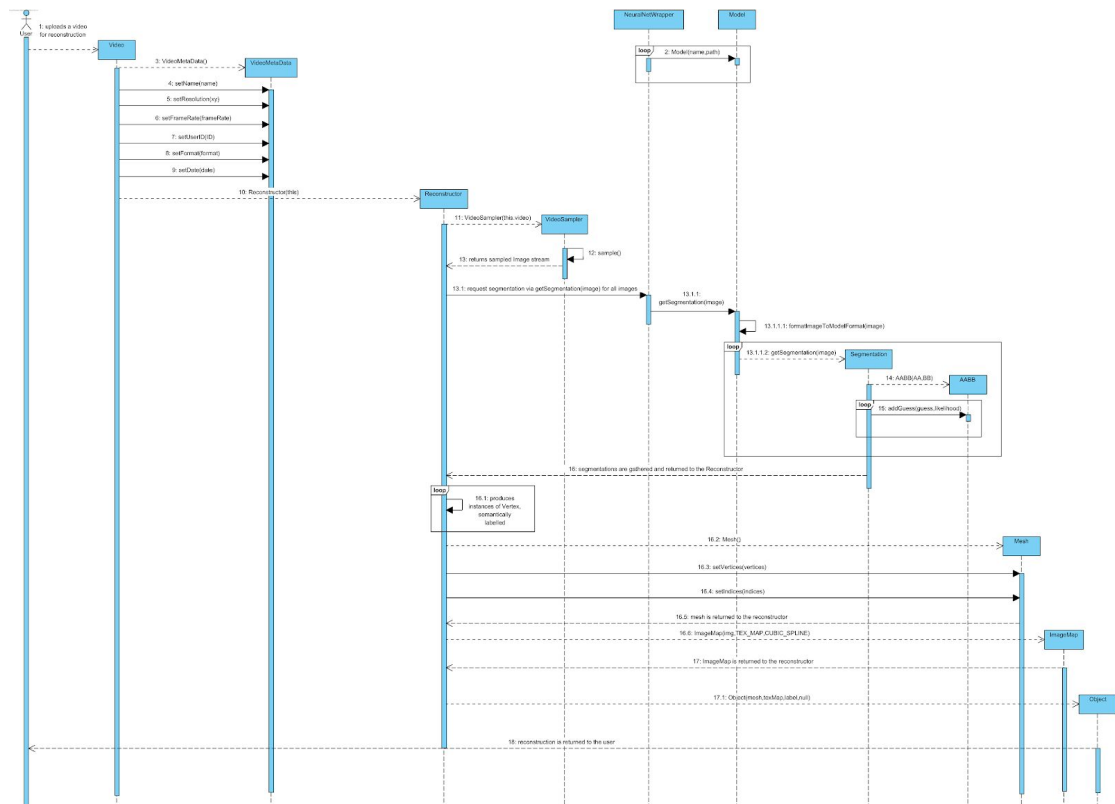 NeuralNetWrapper
Model
User
1: uploads a video
for reconstruction
Video
loop
2: Model(name,path)
3: VideoMetaData()
VideoMetaData
4: setName(name)
5: setResolution(xy)
6: setFrameRate(frameRate)
7: setUserID(ID)
8: setFormat(format)
9: setDate(date)
10: Reconstructor(this)
Reconstructor
11: VideoSampler(this.video)
VideoSampler
12: sample()
13: returns sampled image stream
13.1: request segmentation via getSegmentation(image) for all images
13.1.1:
getSegmentation(image)
13.1.1.1: formatImageToModelFormat(image)
loop
13.1.1.2: getSegmentation(image)
Segmentation
14: AABB(AA,BB)
AABB
loop
15: addGuess(guess,likelihood)
16: segmentations are gathered and returned to the Reconstructor
loop
16.1: produces
instances of Vertex,
semantically
labelled
16.2: Mesh()
Mesh
16.3: setVertices(vertices)
16.4: setIndices(indices)
16.5: mesh is returned to the reconstructor
16.6: ImageMap(img,TEX_MAP,CUBIC_SPLINE)
ImageMap
17: ImageMap is returned to the reconstructor
17.1: Object(mesh,texMap,label,null)
Object
18: reconstruction is returned to the user